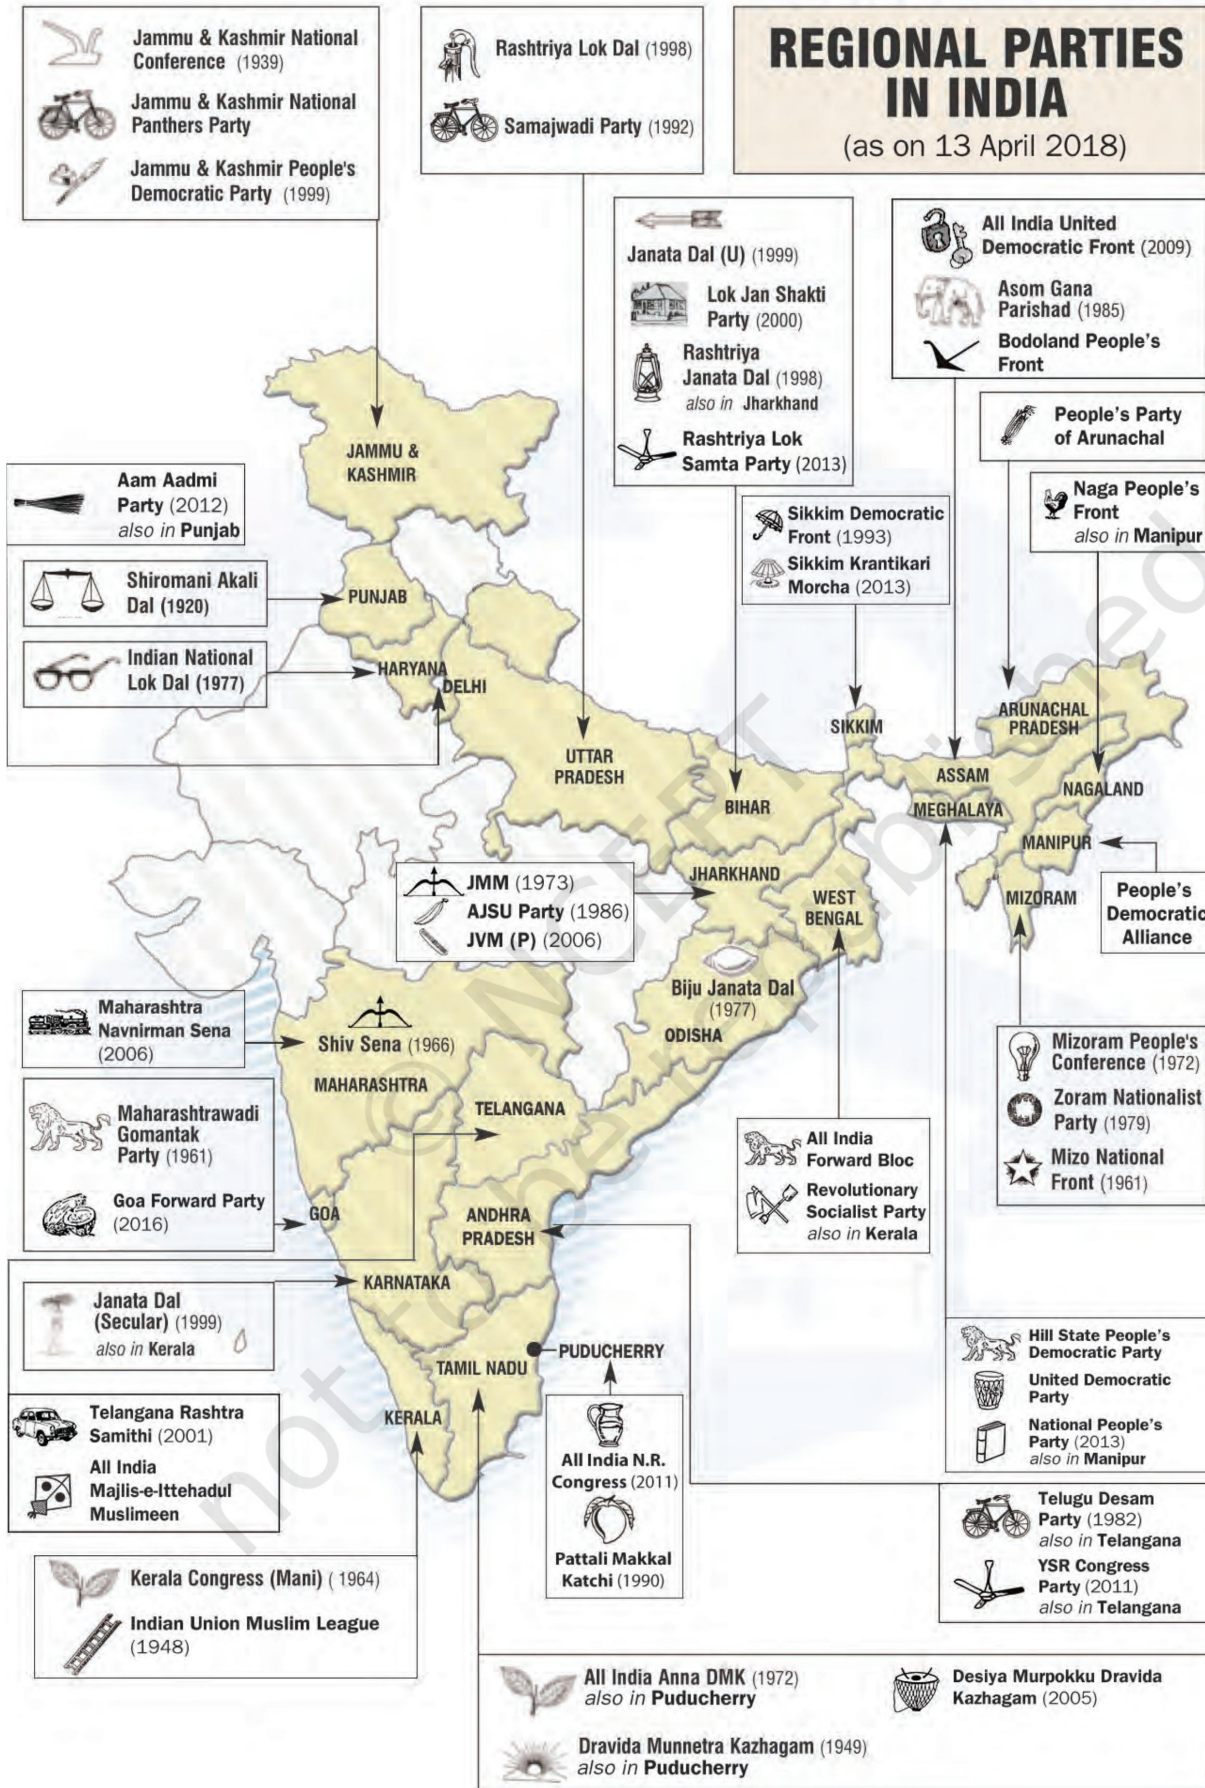 REGIONAL PARTIES
IN INDIA
(as on 13 April 2018)
Jammu & Kashmir National
Conference (1939)
Jammu & Kashmir National
Panthers Party
Jammu & Kashmir People's
Democratic Party (1999)
Rashtriya Lok Dal (1998)
Samajwadi Party (1992)
Janata Dal (U) (1999)
Lok Jan Shakti
Party (2000)
Rashtriya
Janata Dal (1998)
also in Jharkhand
Rashtriya Lok
Samta Party (2013)
All India United
Democratic Front (2009)
Asom Gana
Parishad (1985)
Bodoland People's
Front
People's Party
of Arunachal
Naga People's
Front
also in Manipur
Sikkim Democratic
Front (1993)
Sikkim Krantikari
Morcha (2013)
Aam Aadmi
Party (2012)
also in Punjab
Shiromani Akali
Dal (1920)
Indian National
Lok Dal (1977)
JAMMU &
KASHMIR
PUNJAB
HARYANA
DELHI
UTTAR
PRADESH
BIHAR
SIKKIM
ARUNACHAL
PRADESH
ASSAM
NAGALAND
MEGHALAYA
MANIPUR
MIZORAM
JHARKHAND
WEST
BENGAL
JMM (1973)
AJSU Party (1986)
JVM (P) (2006)
People's
Democratic
Alliance
Biju Janata Dal
(1977)
ODISHA
Maharashtra
Navnirman Sena
(2006)
Shiv Sena (1966)
MAHARASHTRA
TELANGANA
Maharashtrawadi
Gomantak
Party (1961)
Goa Forward Party
(2016)
GOA
ANDHRA
PRADESH
KARNATAKA
Janata Dal
(Secular) (1999)
also in Kerala
Mizoram People's
Conference (1972)
Zoram Nationalist
Party (1979)
Mizo National
Front (1961)
All India
Forward Bloc
Revolutionary
Socialist Party
also in Kerala
PUDUCHERRY
TAMIL NADU
KERALA
Telangana Rashtra
Samithi (2001)
All India
Majlis-e-Ittehadul
Muslimeen
All India N.R.
Congress (2011)
Pattali Makkal
Katchi (1990)
Hill State People's
Democratic Party
United Democratic
Party
National People's
Party (2013)
also in Manipur
Telugu Desam
Party (1982)
also in Telangana
YSR Congress
Party (2011)
also in Telangana
Kerala Congress (Mani) ( 1964)
Indian Union Muslim League
(1948)
All India Anna DMK (1972)
also in Puducherry
Dravida Munnetra Kazhagam (1949)
also in Puducherry
Desiya Murpokku Dravida
Kazhagam (2005)
© NCERT
not to be republished